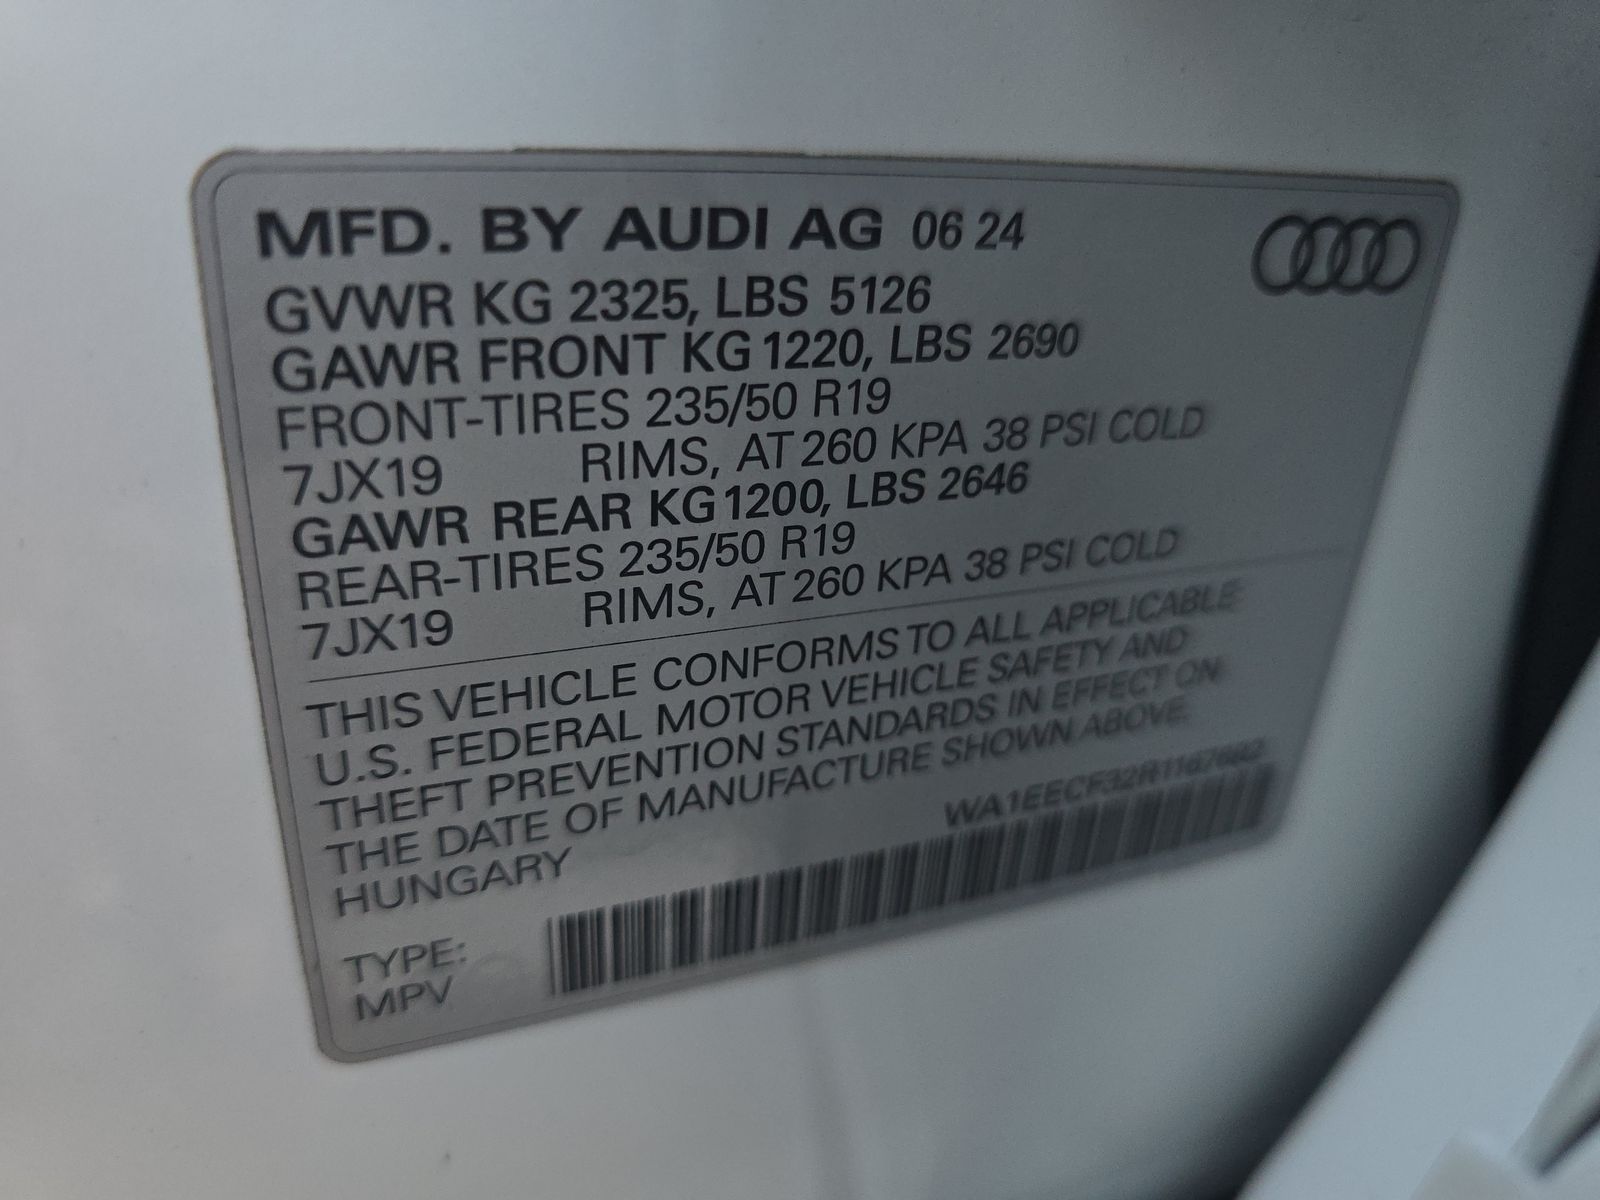 MFD. BY AUDI AG 06 24
GVWR KG 2325, LBS 5126
GAWR FRONT KG 1220, LBS 2690
FRONT-TIRES 235/50 R19
7JX19 RIMS, AT 260 KPA 38 PSI COLD
GAWR REAR KG 1200, LBS 2646
REAR-TIRES 235/50 R19
7JX19 RIMS, AT 260 KPA 38 PSI COLD
THIS VEHICLE CONFORMS TO ALL APPLICABLE
U.S. FEDERAL MOTOR VEHICLE SAFETY AND
THEFT PREVENTION STANDARDS IN EFFECT ON
THE DATE OF MANUFACTURE SHOWN ABOVE.
HUNGARY
TYPE:
MPV